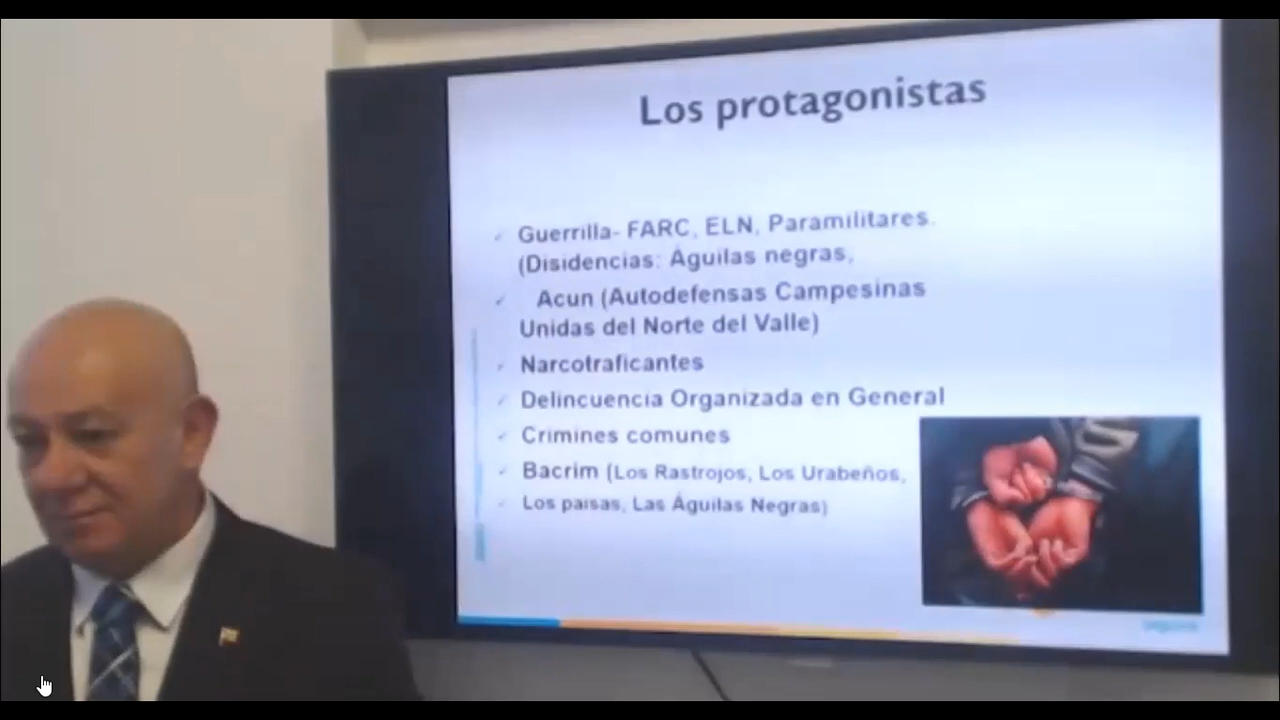 Los protagonistas
Guerrilla- FARC, ELN, Paramilitares.
(Disidencias: Águilas negras,
Acun (Autodefensas Campesinas
Unidas del Norte del Valle)
Narcotraficantes
Delincuencia Organizada en General
Crimines comunes
Bacrim (Los Rastrojos, Los Urabeños,
Los paisas, Las Águilas Negras)